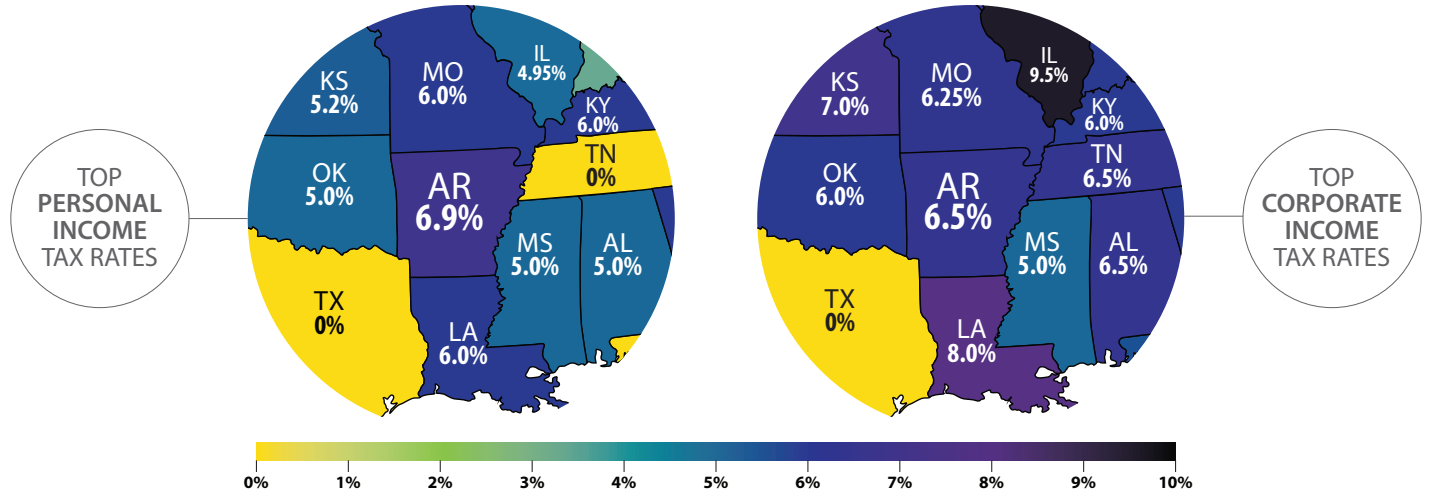 TOP
PERSONAL
INCOME
TAX RATES
KS
5.2%
MO
6.0%
IL
4.95%
KY
6.0%
OK
5.0%
AR
6.9%
TN
0%
MS
5.0%
AL
5.0%
TX
0%
LA
6.0%
KS
7.0%
MO
6.25%
IL
9.5%
KY
6.0%
OK
6.0%
AR
6.5%
TN
6.5%
MS
5.0%
AL
6.5%
TX
0%
LA
8.0%
TOP
CORPORATE
INCOME
TAX RATES
0% 1% 2% 3% 4% 5% 6% 7% 8% 9% 10%